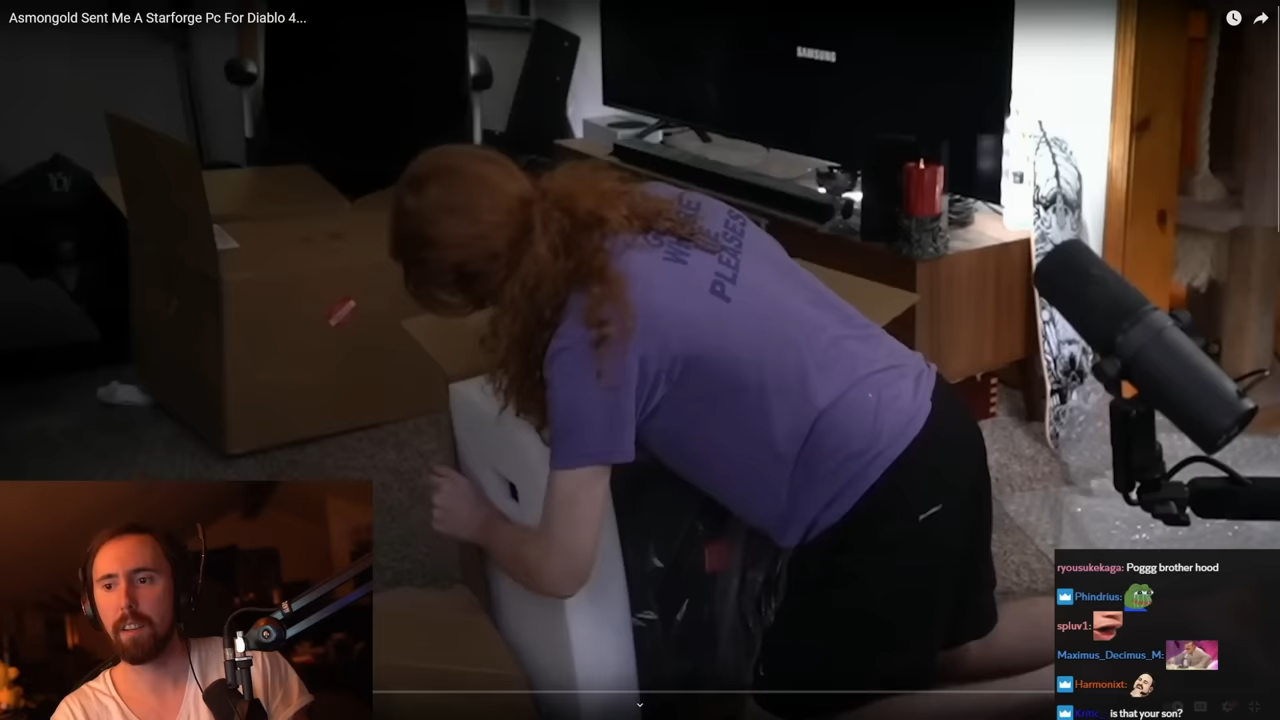 Asmongold Sent Me A Starforge Pc For Diablo 4...
SAMSUNG
PLEASES
ryousukekaga: Poggg brother hood
Phindrius:
spluv1:
Maximus_Decimus_M:
Harmonixt:
is that your son?